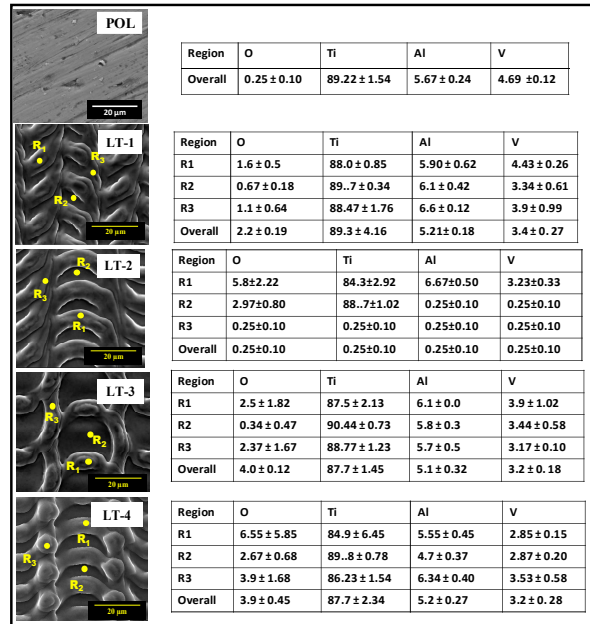 POL
20 µm
Region O Ti Al V
Overall 0.25 ± 0.10 89.22 ± 1.54 5.67 ± 0.24 4.69 ±0.12
LT-1
R1
R3
R2
20 µm
Region O Ti Al V
R1 1.6 ± 0.5 88.0 ± 0.85 5.90 ± 0.62 4.43 ± 0.26
R2 0.67 ± 0.18 89..7 ± 0.34 6.1 ± 0.42 3.34 ± 0.61
R3 1.1 ± 0.64 88.47 ± 1.76 6.6 ± 0.12 3.9 ± 0.99
Overall 2.2 ± 0.19 89.3 ± 4.16 5.21± 0.18 3.4 ± 0. 27
LT-2
R2
R3
R1
20 µm
Region O Ti Al V
R1 5.8±2.22 84.3±2.92 6.67±0.50 3.23±0.33
R2 2.97±0.80 88..7±1.02 0.25±0.10 0.25±0.10
R3 0.25±0.10 0.25±0.10 0.25±0.10 0.25±0.10
Overall 0.25±0.10 0.25±0.10 0.25±0.10 0.25±0.10
LT-3
R3
R2
R1
20 µm
Region O Ti Al V
R1 2.5 ± 1.82 87.5 ± 2.13 6.1 ± 0.0 3.9 ± 1.02
R2 0.34 ± 0.47 90.44 ± 0.73 5.8 ± 0.3 3.44 ± 0.58
R3 2.37 ± 1.67 88.77 ± 1.23 5.7 ± 0.5 3.17 ± 0.10
Overall 4.0 ± 0.12 87.7 ± 1.45 5.1 ± 0.32 3.2 ± 0.18
LT-4
R1
R3
R2
20 µm
Region O Ti Al V
R1 6.55 ± 5.85 84.9 ± 6.45 5.55 ± 0.45 2.85 ± 0.15
R2 2.67 ± 0.68 89..8 ± 0.78 4.7 ± 0.37 2.87 ± 0.20
R3 3.9 ± 1.68 86.23 ± 1.54 6.34 ± 0.40 3.53 ± 0.58
Overall 3.9 ± 0.45 87.7 ± 2.34 5.2 ± 0.27 3.2 ± 0. 28